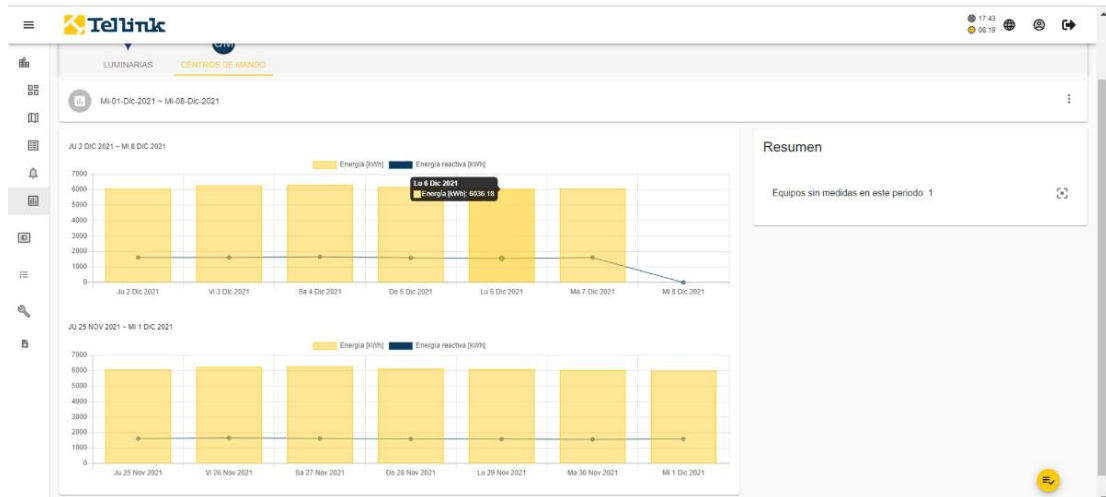 Tellink
17:43
06:19
CM
LUMINARIAS
CENTROS DE MANDO
MI-01-Dic-2021 ~ MI-08-Dic-2021
JU 2 DIC 2021 ~ MI 8 DIC 2021
Energía [kWh]
Energía reactiva [kWh]
7000
6000
5000
4000
3000
2000
1000
0
Lu 6 Dic 2021
Energía [kWh]: 6036.18
Ju 2 Dic 2021
Vi 3 Dic 2021
Sa 4 Dic 2021
Do 5 Dic 2021
Lu 6 Dic 2021
Ma 7 Dic 2021
Mi 8 Dic 2021
Resumen
Equipos sin medidas en este periodo: 1
JU 25 NOV 2021 ~ MI 1 DIC 2021
Energía [kWh]
Energía reactiva [kWh]
7000
6000
5000
4000
3000
2000
1000
0
Ju 25 Nov 2021
Vi 26 Nov 2021
Sa 27 Nov 2021
Do 28 Nov 2021
Lu 29 Nov 2021
Ma 30 Nov 2021
Mi 1 Dic 2021